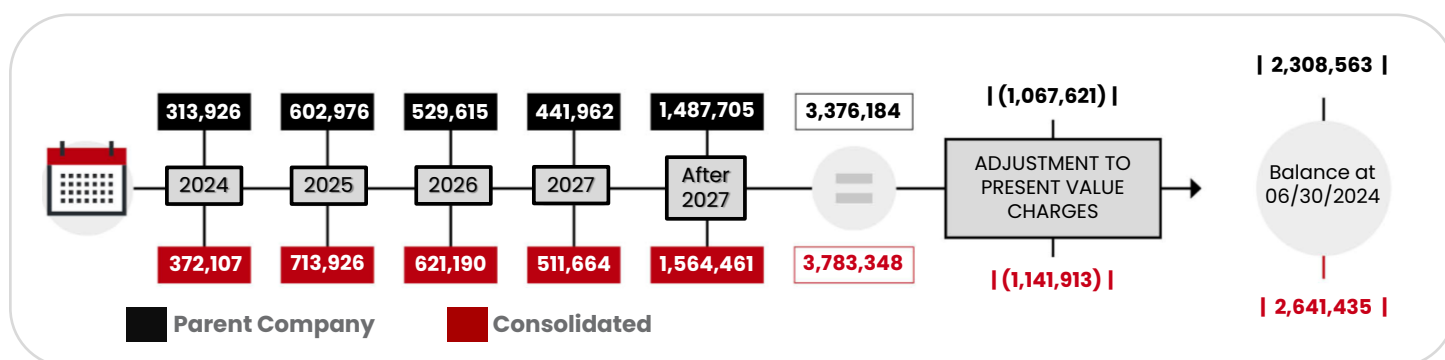 | 2,308,563 |
313,926 602,976 529,615 441,962 1,487,705 3,376,184 | (1,067,621) |
2024 2025 2026 2027 After 2027 ADJUSTMENT TO PRESENT VALUE CHARGES Balance at 06/30/2024
372,107 713,926 621,190 511,664 1,564,461 3,783,348 | (1,141,913) |
| 2,641,435 |
Parent Company Consolidated